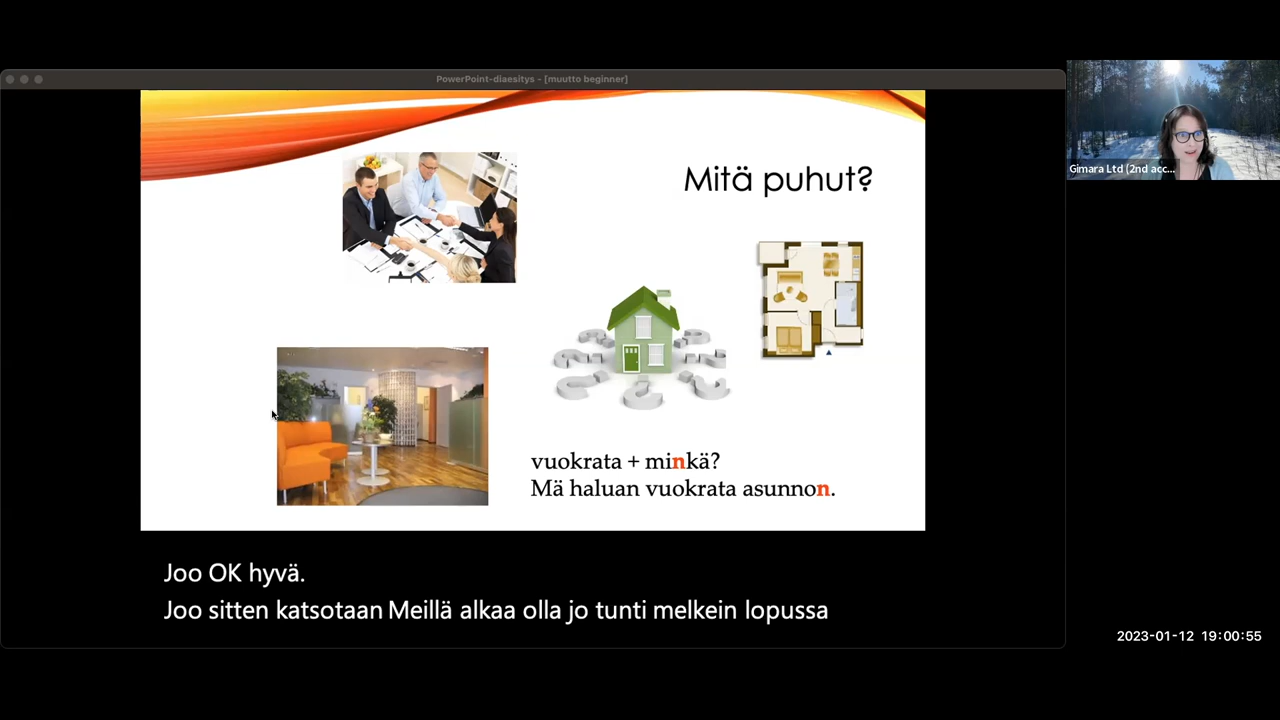 PowerPoint-diaesitys - [muutto beginner]
Mitä puhut?
vuokrata + minkä?
Mä haluan vuokrata asunnon.
Joo OK hyvä.
Joo sitten katsotaan Meillä alkaa olla jo tunti melkein lopussa
Gimara Ltd (2nd acc...
2023-01-12 19:00:55